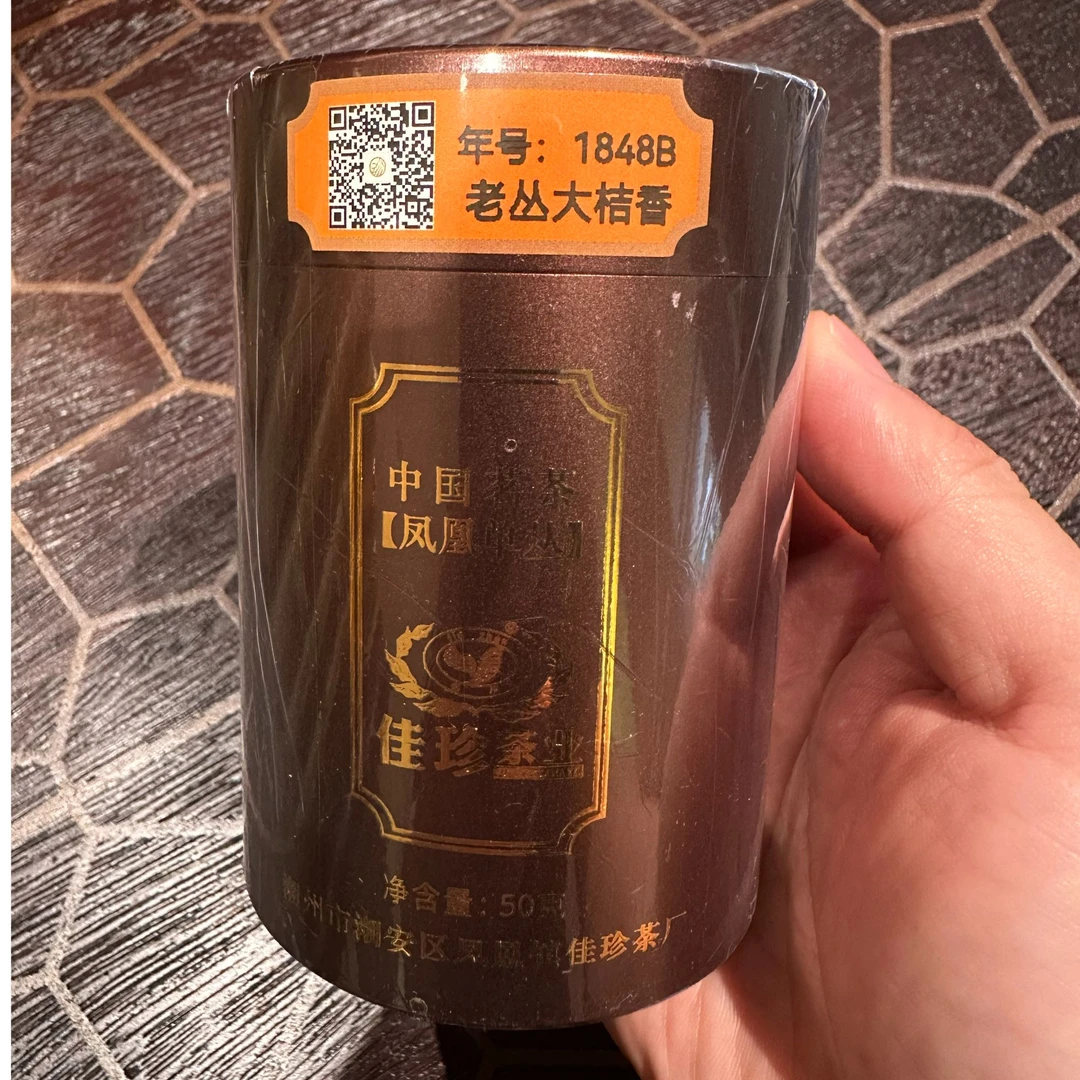 年号：1848B
老丛大桔香
中国名茶
【凤凰单丛】
佳珍茶业
净含量：50克
潮州市潮安区凤凰镇佳珍茶厂